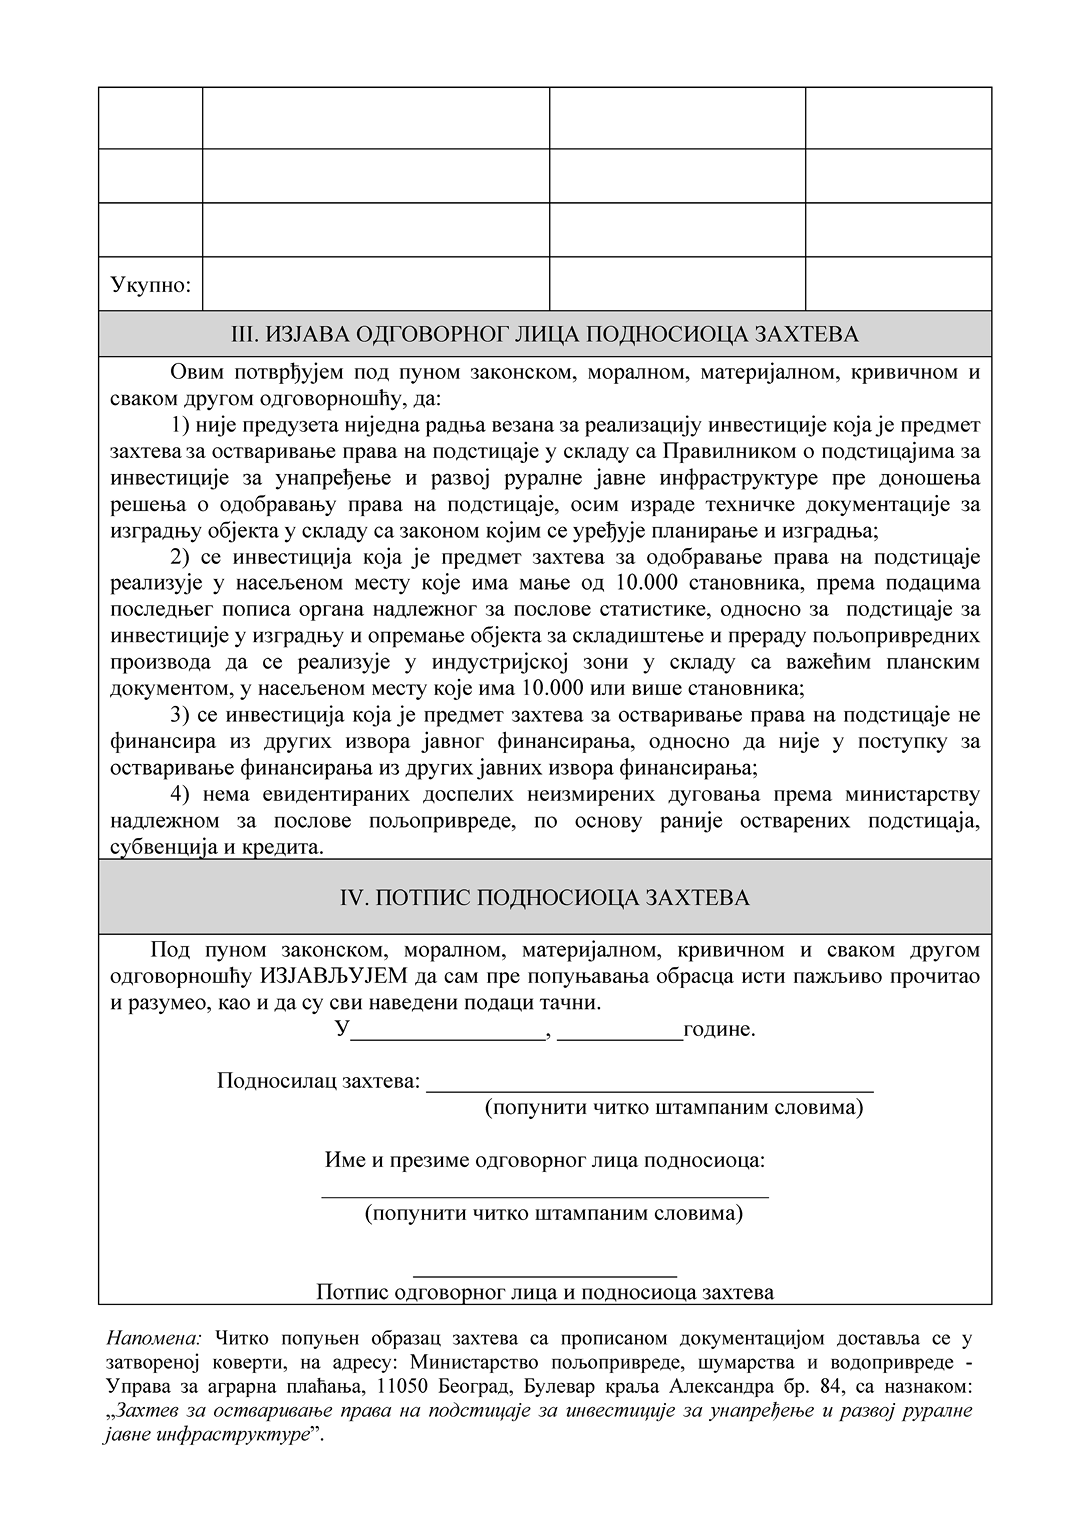 Укупно:
III. ИЗЈАВА ОДГОВОРНОГ ЛИЦА ПОДНОСИОЦА ЗАХТЕВА
Овим потврђујем под пуном законском, моралном, материјалном, кривичном и
сваком другом одговорношћу, да:
1) није предузета ниједна радња везана за реализацију инвестиције која је предмет
захтева за остваривање права на подстицаје у складу са Правилником о подстицајима за
инвестиције за унапређење и развој руралне јавне инфраструктуре пре доношења
решења о одобравању права на подстицаје, осим израде техничке документације за
изградњу објекта у складу са законом којим се уређује планирање и изградња;
2) се инвестиција која је предмет захтева за одобравање права на подстицаје
реализује у насељеном месту које има мање од 10.000 становника, према подацима
последњег пописа органа надлежног за послове статистике, односно за подстицаје за
инвестиције у изградњу и опремање објекта за складиштење и прераду пољопривредних
производа да се реализује у индустријској зони у складу са важећим планским
документом, у насељеном месту које има 10.000 или више становника;
3) се инвестиција која је предмет захтева за остваривање права на подстицаје не
финансира из других извора јавног финансирања, односно да није у поступку за
остваривање финансирања из других јавних извора финансирања;
4) нема евидентираних доспелих неизмирених дуговања према министарству
надлежном за послове пољопривреде, по основу раније остварених подстицаја,
субвенција и кредита.
IV. ПОТПИС ПОДНОСИОЦА ЗАХТЕВА
Под пуном законском, моралном, материјалном, кривичном и сваком другом
одговорношћу ИЗЈАВЉУЈЕМ да сам пре попуњавања обрасца исти пажљиво прочитао
и разумео, као и да су сви наведени подаци тачни.
У_________________, ___________године.
Подносилац захтева: _______________________________________
(попунити читко штампаним словима)
Име и презиме одговорног лица подносиоца:
_______________________________________
(попунити читко штампаним словима)
_______________________
Потпис одговорног лица и подносиоца захтева
Напомена: Читко попуњен образац захтева са прописаном документацијом доставља се у
затвореној коверти, на адресу: Министарство пољопривреде, шумарства и водопривреде -
Управа за аграрна плаћања, 11050 Београд, Булевар краља Александра бр. 84, са назнаком:
„Захтев за остваривање права на подстицаје за инвестиције за унапређење и развој руралне
јавне инфраструктуре”.